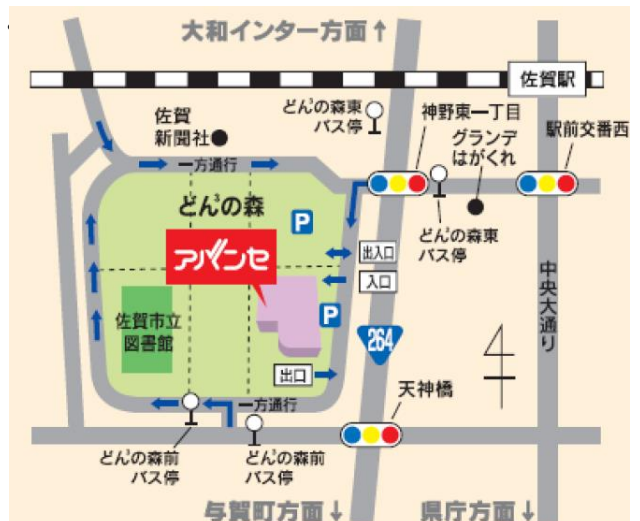 大和インター方面↑
佐賀駅
どん³の森東
バス停
神野東一丁目
佐賀
新聞社
グランデ
はがくれ
駅前交番西
一方通行
どん³の森
P
どん³の森東
バス停
アバンセ
出入口
入口
中央大通り
佐賀市立
図書館
P
264
出口
天神橋
一方通行
どん³の森前
バス停
どん³の森前
バス停
与賀町方面↓
県庁方面↓